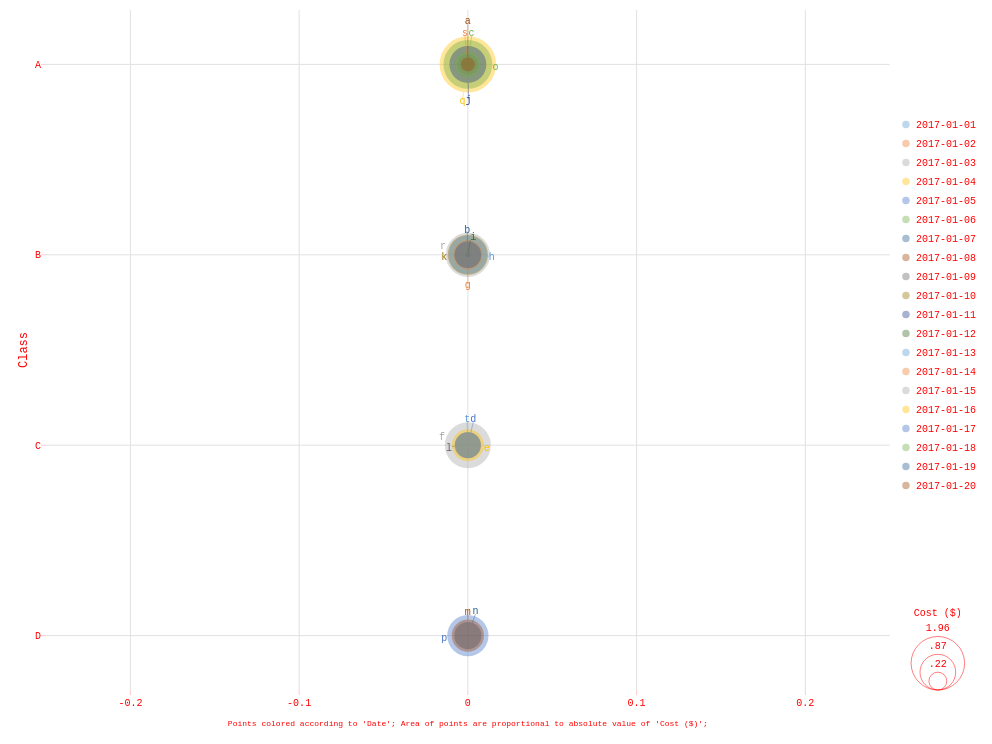 a
sc
A
o
qj
b
i
r
B
k
h
g
Class
td
f
C
l
e
m
n
D
p
-0.2
-0.1
0
0.1
0.2
Points colored according to 'Date'; Area of points are proportional to absolute value of 'Cost ($)';
2017-01-01
2017-01-02
2017-01-03
2017-01-04
2017-01-05
2017-01-06
2017-01-07
2017-01-08
2017-01-09
2017-01-10
2017-01-11
2017-01-12
2017-01-13
2017-01-14
2017-01-15
2017-01-16
2017-01-17
2017-01-18
2017-01-19
2017-01-20
Cost ($)
1.96
.87
.22